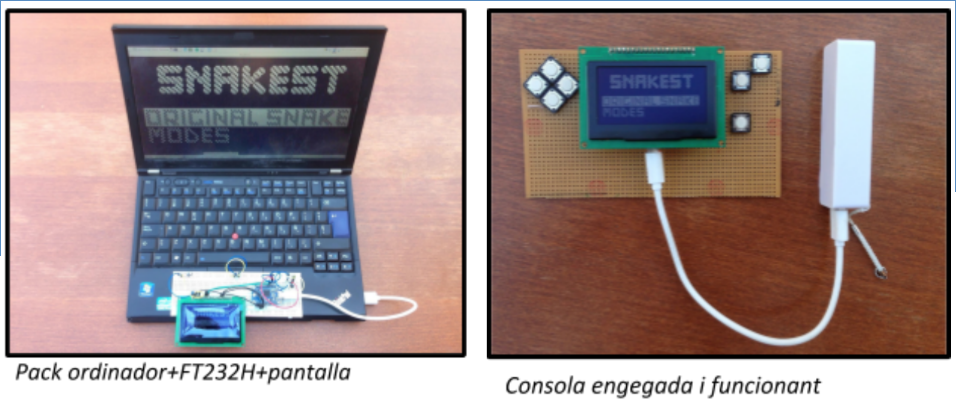 SNAKEST
ORIGINAL SNAKE
MODES
SNAKEST
ORIGINAL SNAKE
MODES
Pack ordinador+FT232H+pantalla
Consola engegada i funcionant